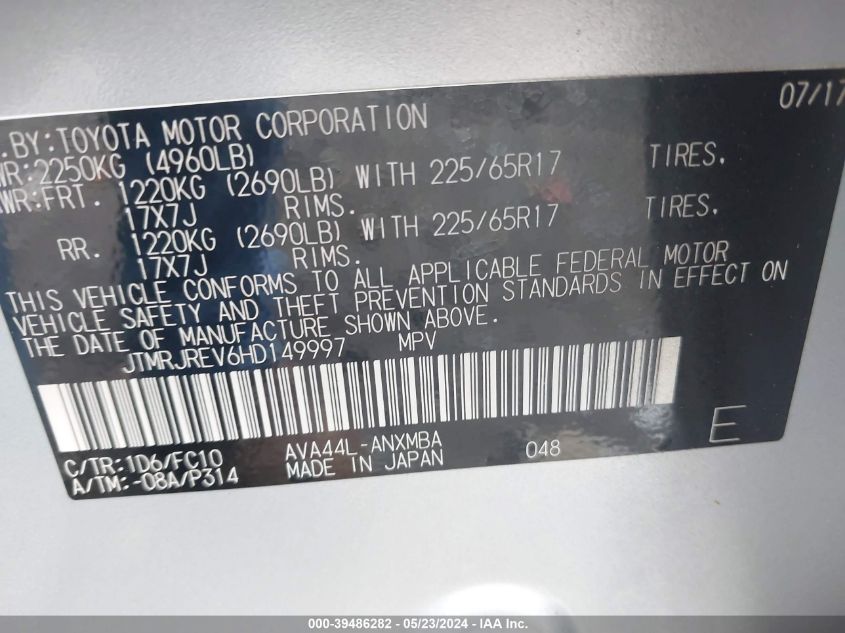 07/17
.BY:TOYOTA MOTOR CORPORATION
WR:2250KG (4960LB)
WR:FRT. 1220KG (2690LB) WITH 225/65R17 TIRES.
17X7J RIMS.
RR. 1220KG (2690LB) WITH 225/65R17 TIRES.
17X7J RIMS.
THIS VEHICLE CONFORMS TO ALL APPLICABLE FEDERAL MOTOR
VEHICLE SAFETY AND THEFT PREVENTION STANDARDS IN EFFECT ON
THE DATE OF MANUFACTURE SHOWN ABOVE.
JTMRJREV6HD149997 MPV
C/TR:1D6/FC10 AVA44L-ANXMBA 048 E
A/TM:-08A/P314 MADE IN JAPAN
000-39486282 - 05/23/2024 - IAA Inc.